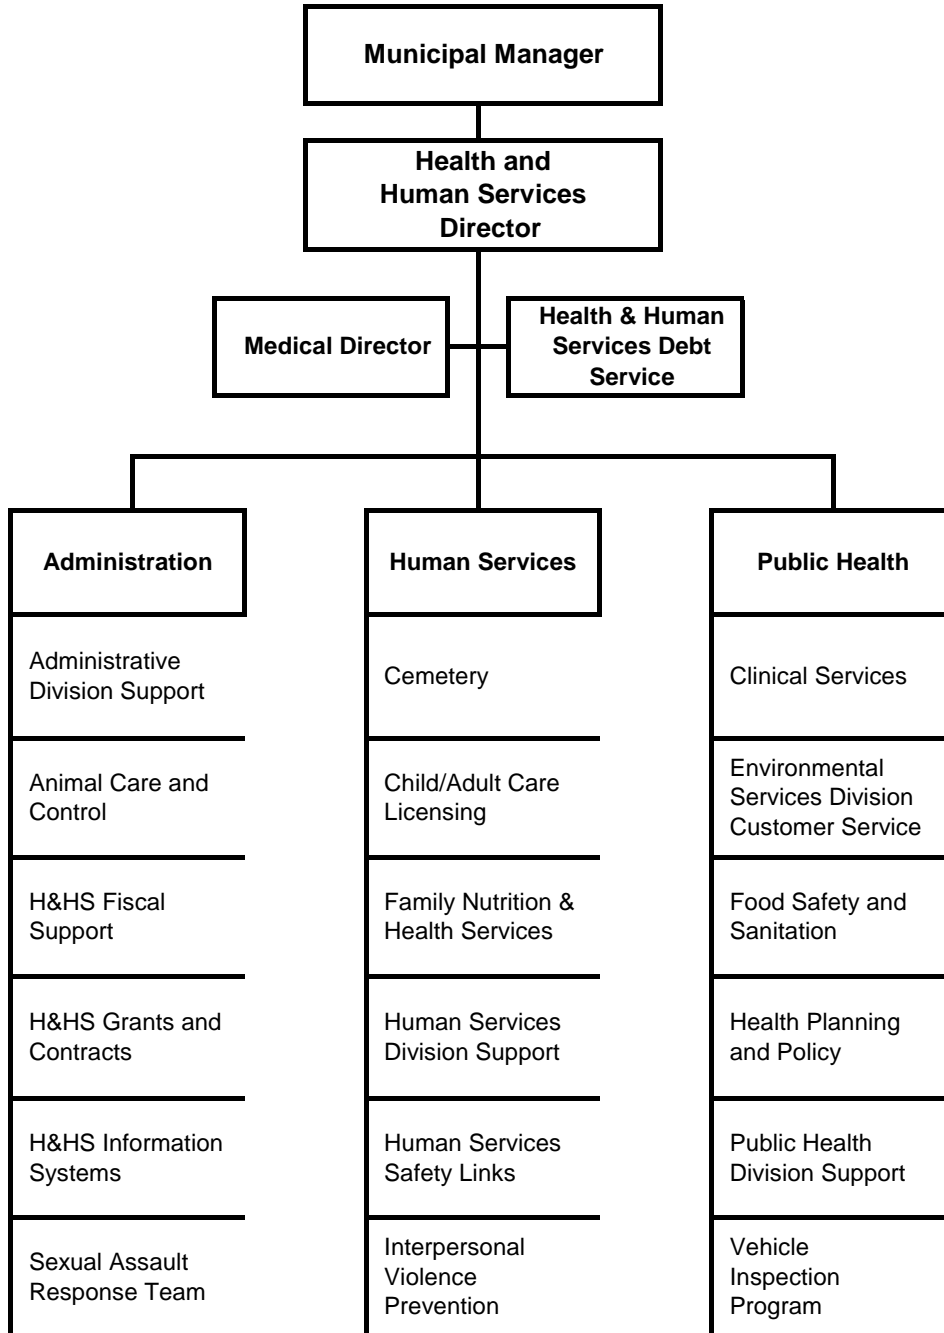 Municipal Manager
Health and
Human Services
Director
Medical Director
Health & Human
Services Debt
Service
Administration
Administrative
Division Support
Animal Care and
Control
H&HS Fiscal
Support
H&HS Grants and
Contracts
H&HS Information
Systems
Sexual Assault
Response Team
Human Services
Cemetery
Child/Adult Care
Licensing
Family Nutrition &
Health Services
Human Services
Division Support
Human Services
Safety Links
Interpersonal
Violence
Prevention
Public Health
Clinical Services
Environmental
Services Division
Customer Service
Food Safety and
Sanitation
Health Planning
and Policy
Public Health
Division Support
Vehicle
Inspection
Program